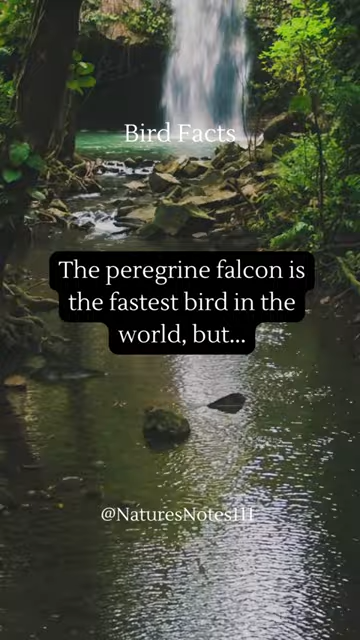 Bird Facts
The peregrine falcon is
the fastest bird in the
world, but...
@NaturesNotes111